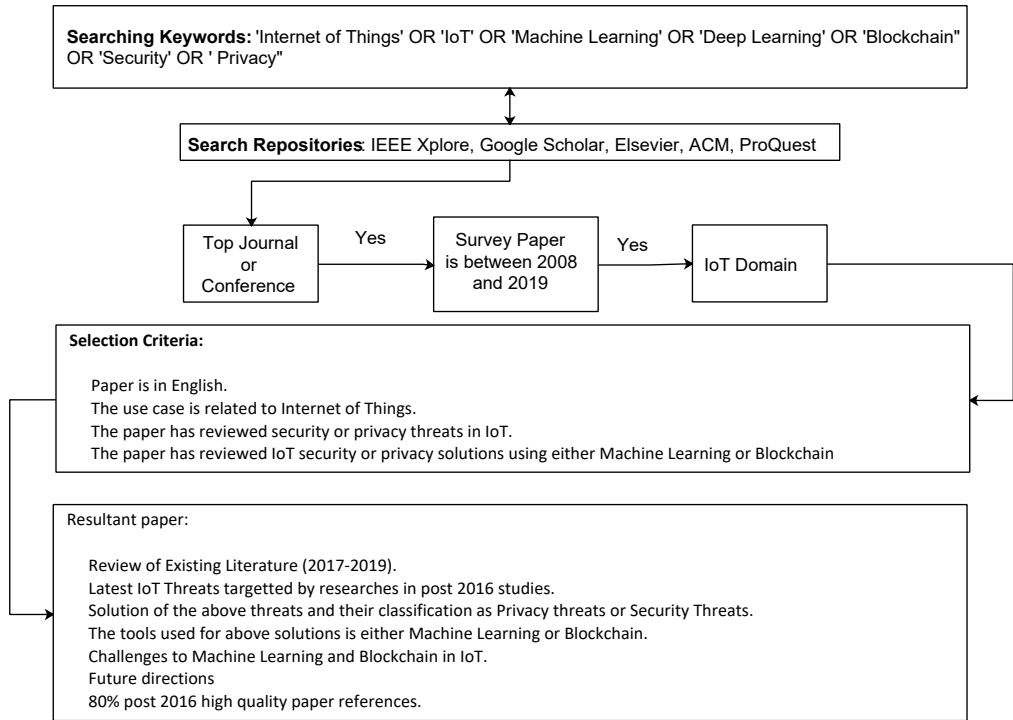 Searching Keywords: 'Internet of Things' OR 'IoT' OR 'Machine Learning' OR 'Deep Learning' OR 'Blockchain"
OR 'Security' OR ' Privacy"
Search Repositories: IEEE Xplore, Google Scholar, Elsevier, ACM, ProQuest
Top Journal
or
Conference
Yes
Survey Paper
is between 2008
and 2019
Yes
IoT Domain
Selection Criteria:
Paper is in English.
The use case is related to Internet of Things.
The paper has reviewed security or privacy threats in IoT.
The paper has reviewed IoT security or privacy solutions using either Machine Learning or Blockchain
Resultant paper:
Review of Existing Literature (2017-2019).
Latest IoT Threats targetted by researches in post 2016 studies.
Solution of the above threats and their classification as Privacy threats or Security Threats.
The tools used for above solutions is either Machine Learning or Blockchain.
Challenges to Machine Learning and Blockchain in IoT.
Future directions
80% post 2016 high quality paper references.